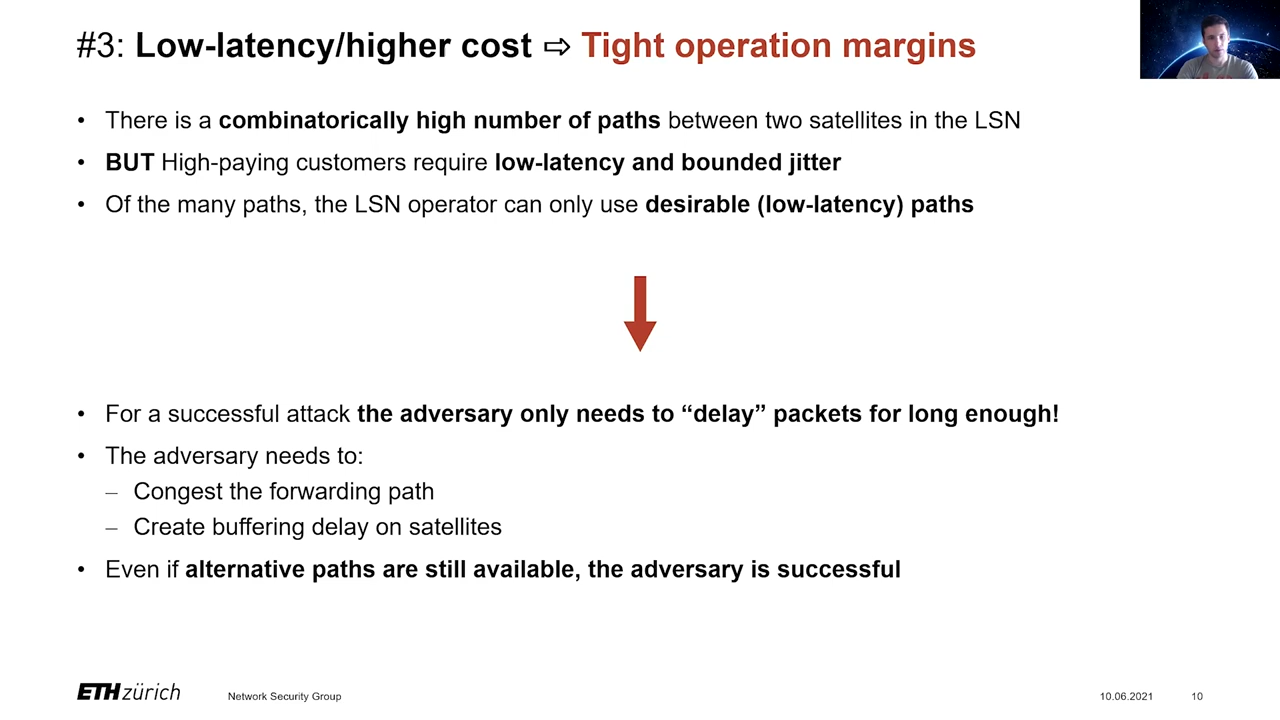 #3: Low-latency/higher cost ⇨ Tight operation margins
• There is a combinatorically high number of paths between two satellites in the LSN
• BUT High-paying customers require low-latency and bounded jitter
• Of the many paths, the LSN operator can only use desirable (low-latency) paths
• For a successful attack the adversary only needs to “delay” packets for long enough!
• The adversary needs to:
– Congest the forwarding path
– Create buffering delay on satellites
• Even if alternative paths are still available, the adversary is successful
ETH zürich Network Security Group 10.06.2021 10